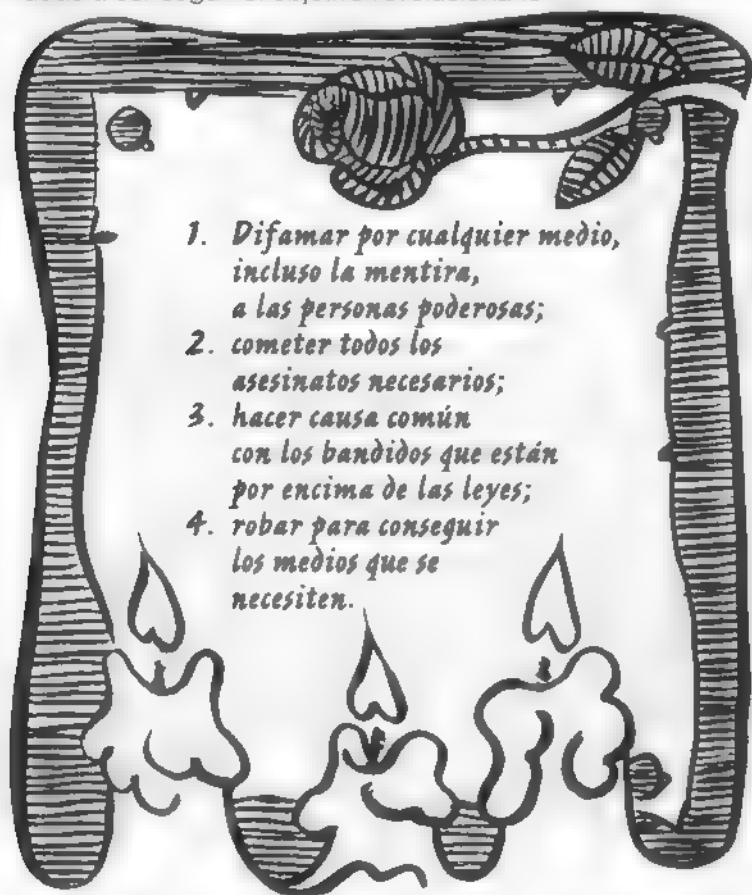 1. Difamar por cualquier medio,
incluso la mentira,
a las personas poderosas;
2. cometer todos los
asesinatos necesarios;
3. hacer causa común
con los bandidos que están
por encima de las leyes;
4. robar para conseguir
los medios que se
necesiten.